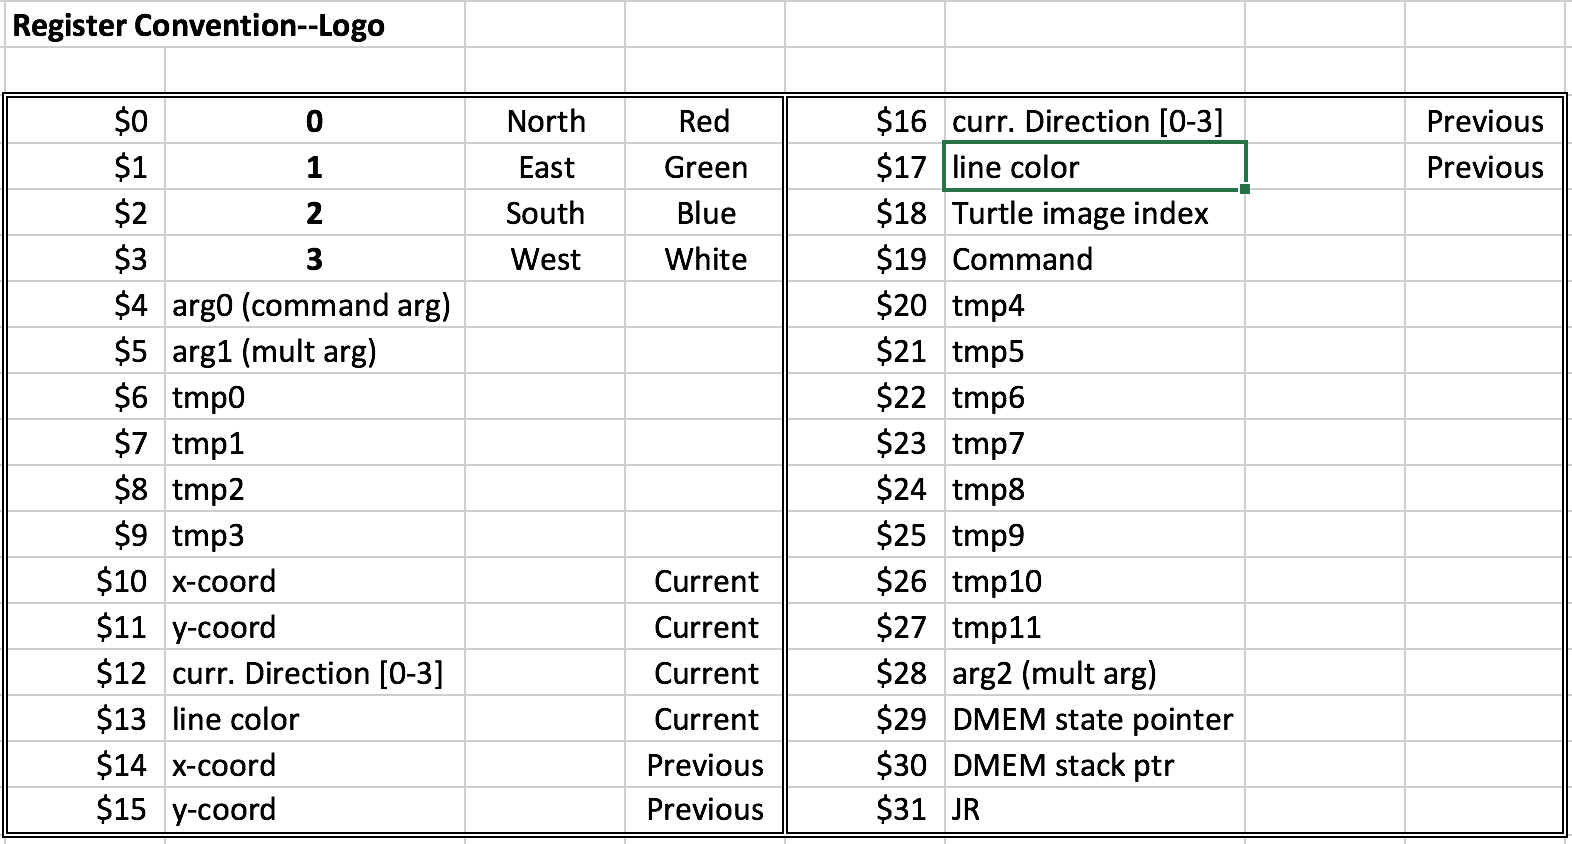 Register Convention--Logo
$0 0 North Red $16 curr. Direction [0-3] Previous
$1 1 East Green $17 line color Previous
$2 2 South Blue $18 Turtle image index
$3 3 West White $19 Command
$4 arg0 (command arg) $20 tmp4
$5 arg1 (mult arg) $21 tmp5
$6 tmp0 $22 tmp6
$7 tmp1 $23 tmp7
$8 tmp2 $24 tmp8
$9 tmp3 $25 tmp9
$10 x-coord Current $26 tmp10
$11 y-coord Current $27 tmp11
$12 curr. Direction [0-3] Current $28 arg2 (mult arg)
$13 line color Current $29 DMEM state pointer
$14 x-coord Previous $30 DMEM stack ptr
$15 y-coord Previous $31 JR